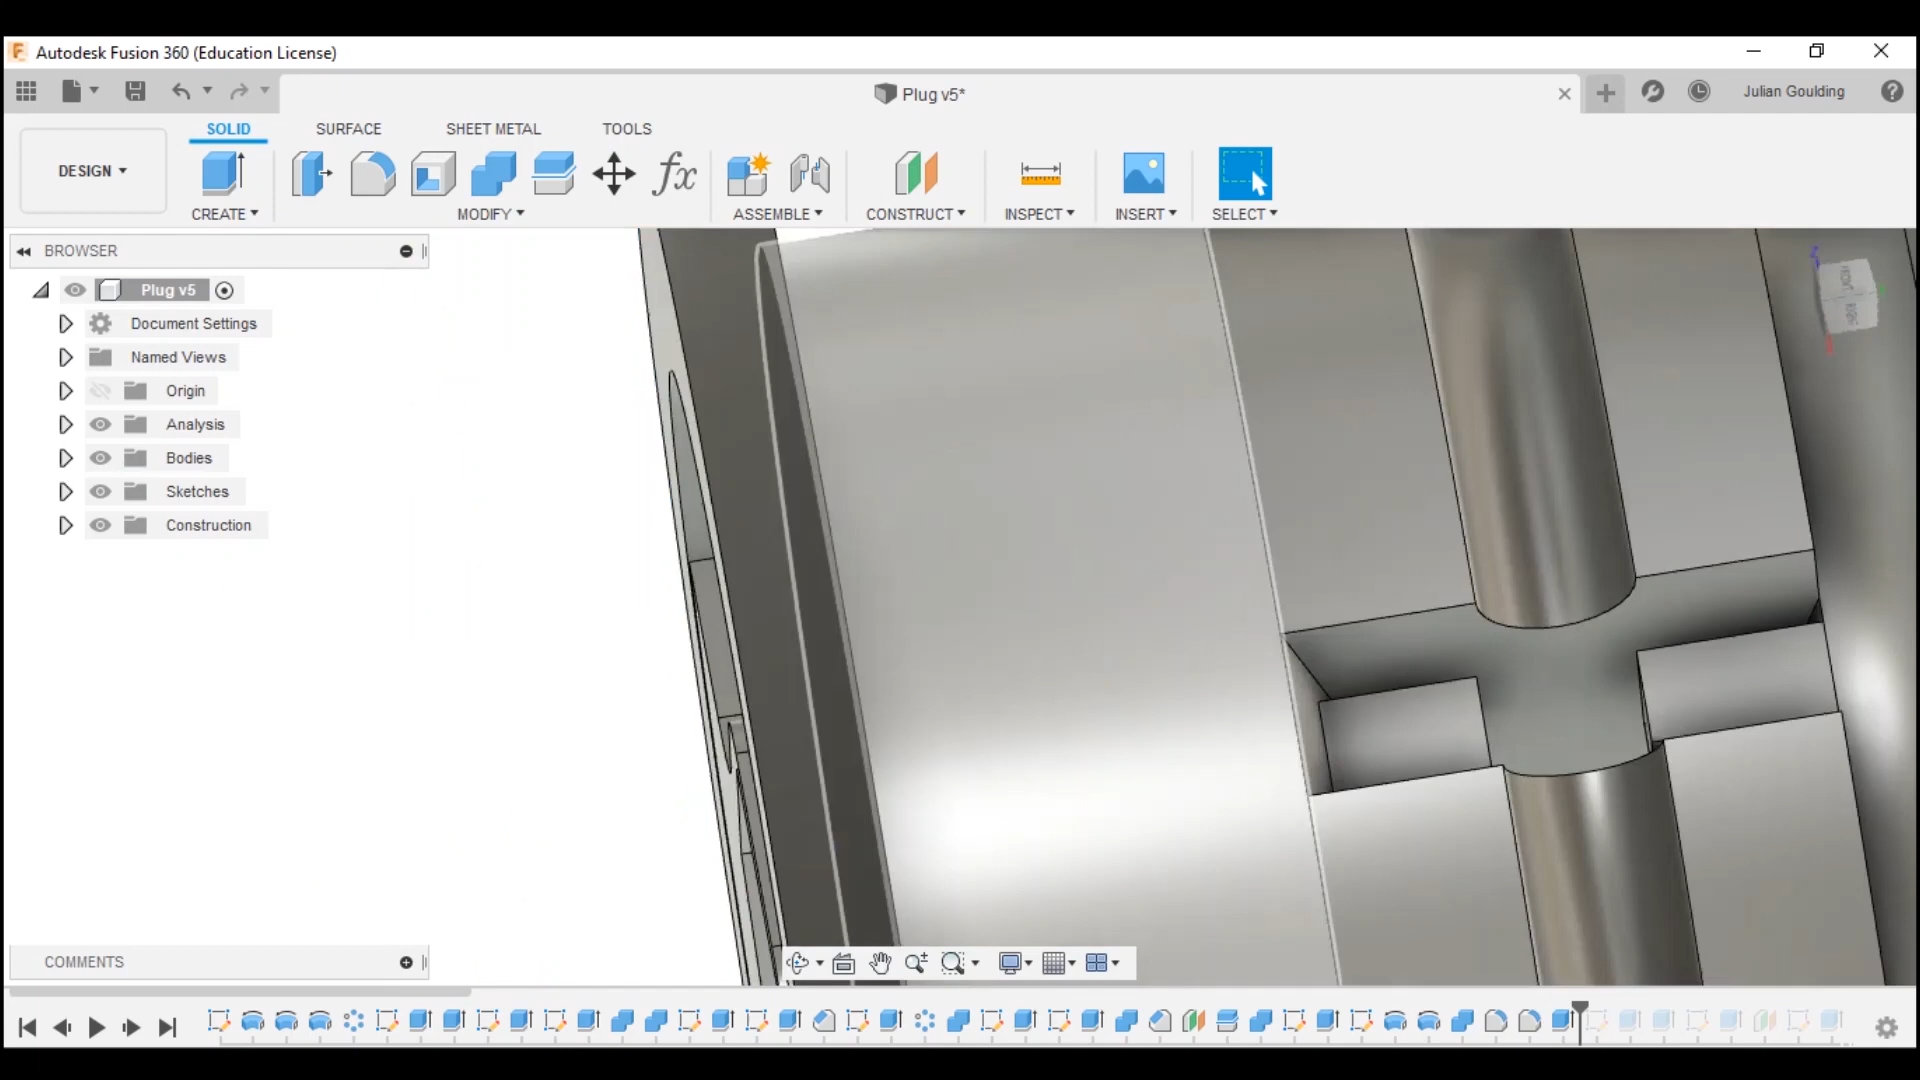 Autodesk Fusion 360 (Education License)
Plug v5*
Julian Goulding
SOLID
SURFACE
SHEET METAL
TOOLS
DESIGN
CREATE
MODIFY
ASSEMBLE
CONSTRUCT
INSPECT
INSERT
SELECT
BROWSER
Plug v5
Document Settings
Named Views
Origin
Analysis
Bodies
Sketches
Construction
COMMENTS